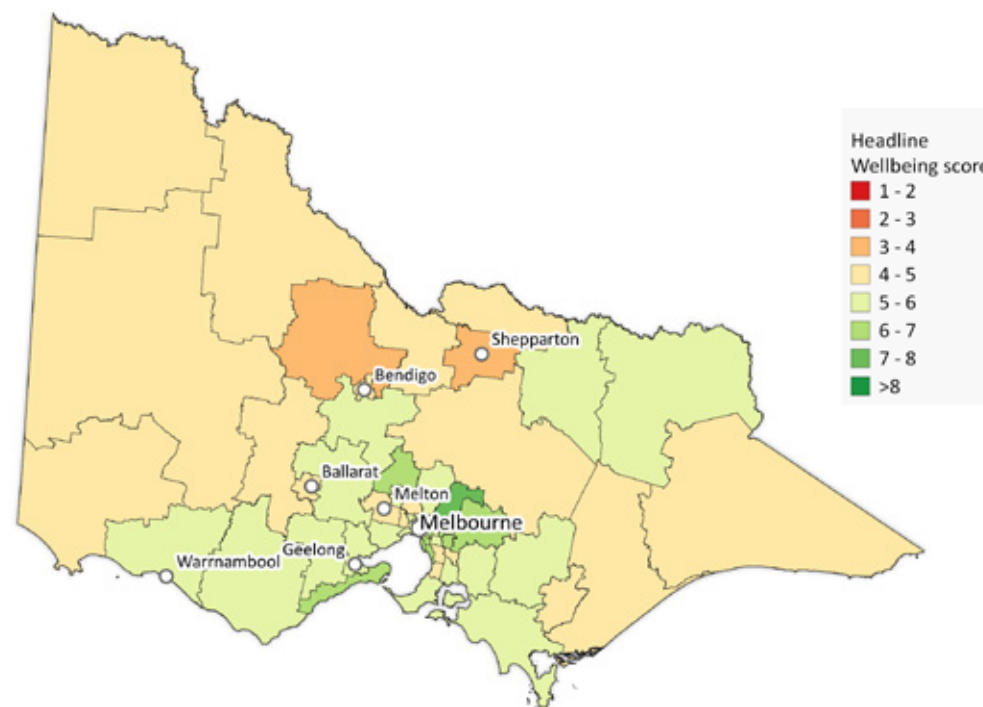 Headline
Wellbeing score
1 - 2
2 - 3
3 - 4
4 - 5
5 - 6
6 - 7
7 - 8
>8
Shepparton
Bendigo
Ballarat
Melton
Melbourne
Geelong
Warrnambool